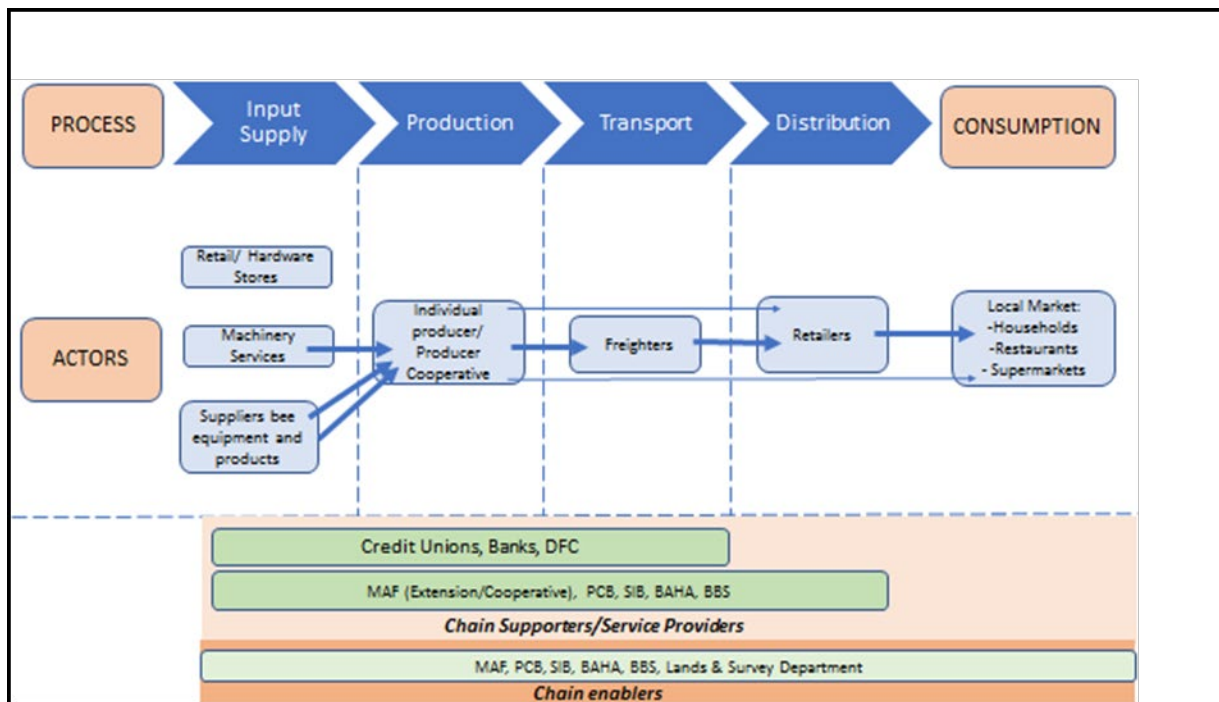 PROCESS
Input
Supply
Production
Transport
Distribution
CONSUMPTION
Retail/ Hardware
Stores
ACTORS
Machinery
Services
Suppliers bee
equipment and
products
Individual
producer/
Producer
Cooperative
Freighters
Retailers
Local Market:
-Households
-Restaurants
- Supermarkets
Credit Unions, Banks, DFC
MAF (Extension/Cooperative), PCB, SIB, BAHA, BBS
Chain Supporters/Service Providers
MAF, PCB, SIB, BAHA, BBS, Lands & Survey Department
Chain enablers